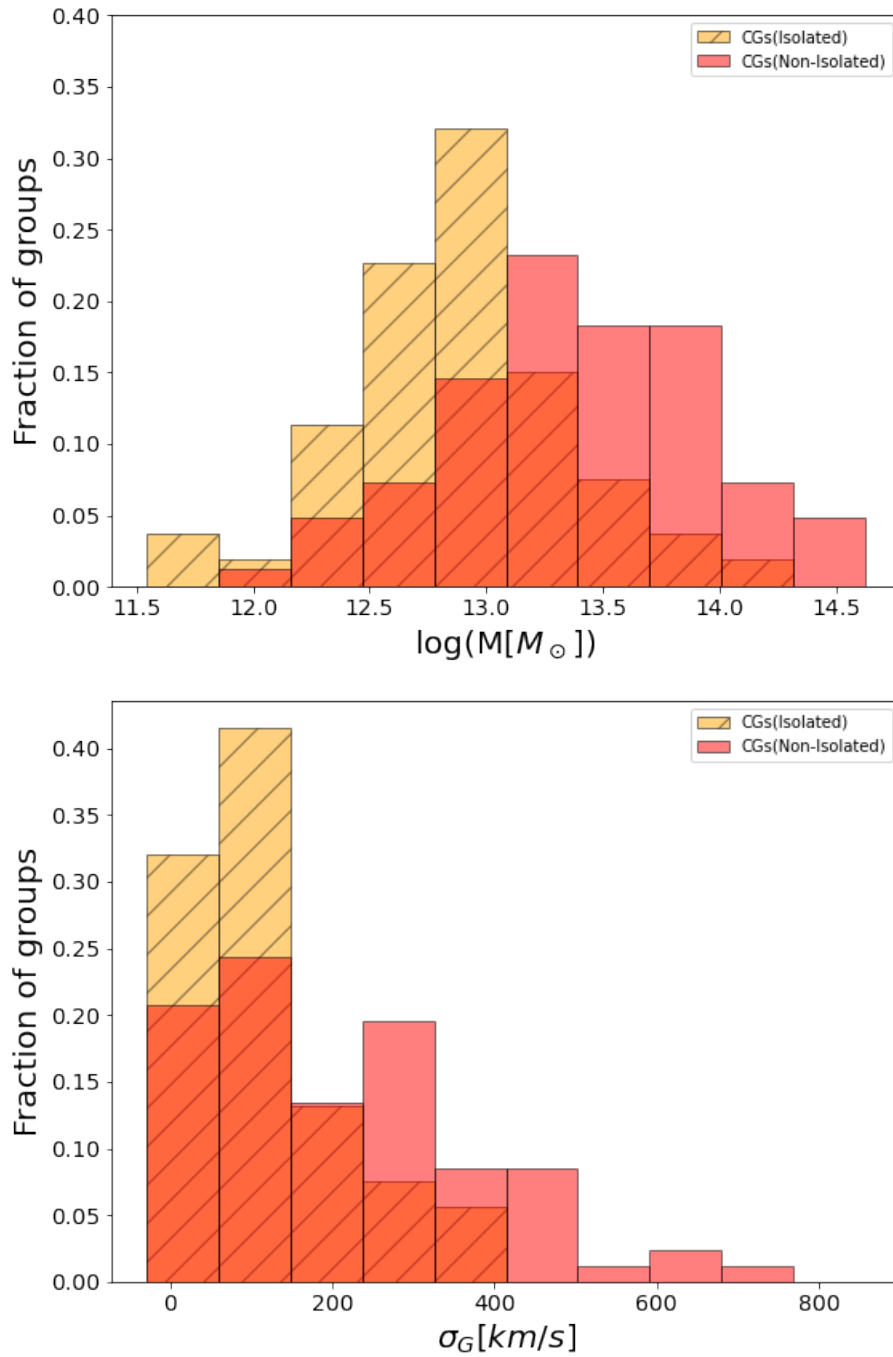 0.40
0.35
0.30
0.25
0.20
0.15
0.10
0.05
0.00
Fraction of groups
CGs(Isolated)
CGs(Non-Isolated)
11.5 12.0 12.5 13.0 13.5 14.0 14.5
log(M[M⊙])
0.40
0.35
0.30
0.25
0.20
0.15
0.10
0.05
0.00
Fraction of groups
CGs(Isolated)
CGs(Non-Isolated)
0 200 400 600 800
σG[km/s]